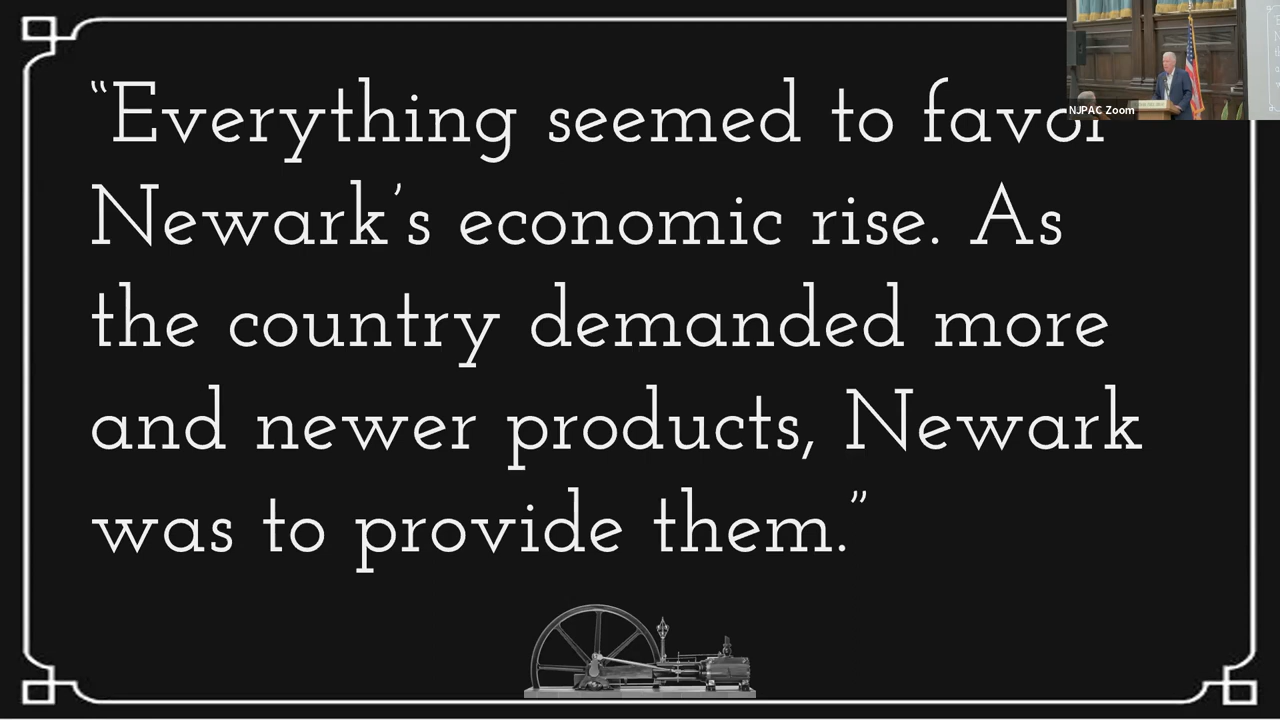 “Everything seemed to favor
Newark’s economic rise. As
the country demanded more
and newer products, Newark
was to provide them.”
NJPAC Zoom